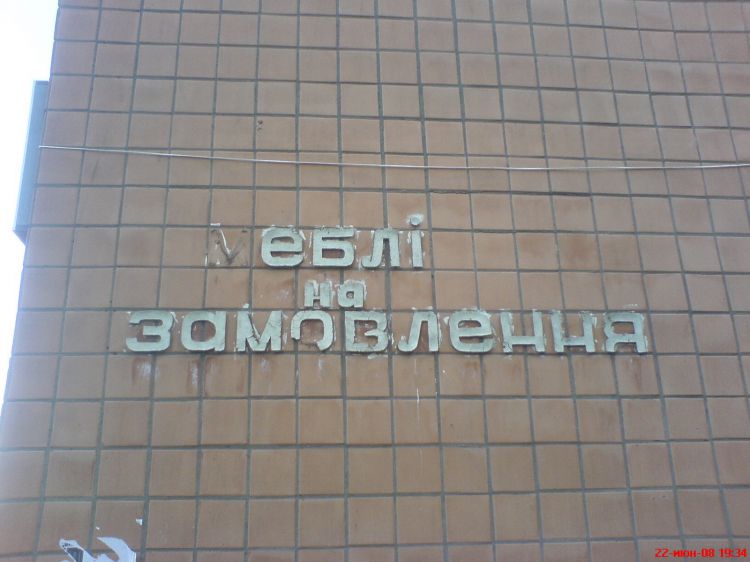 меблі
на
замовлення
22-июн-08 19:34